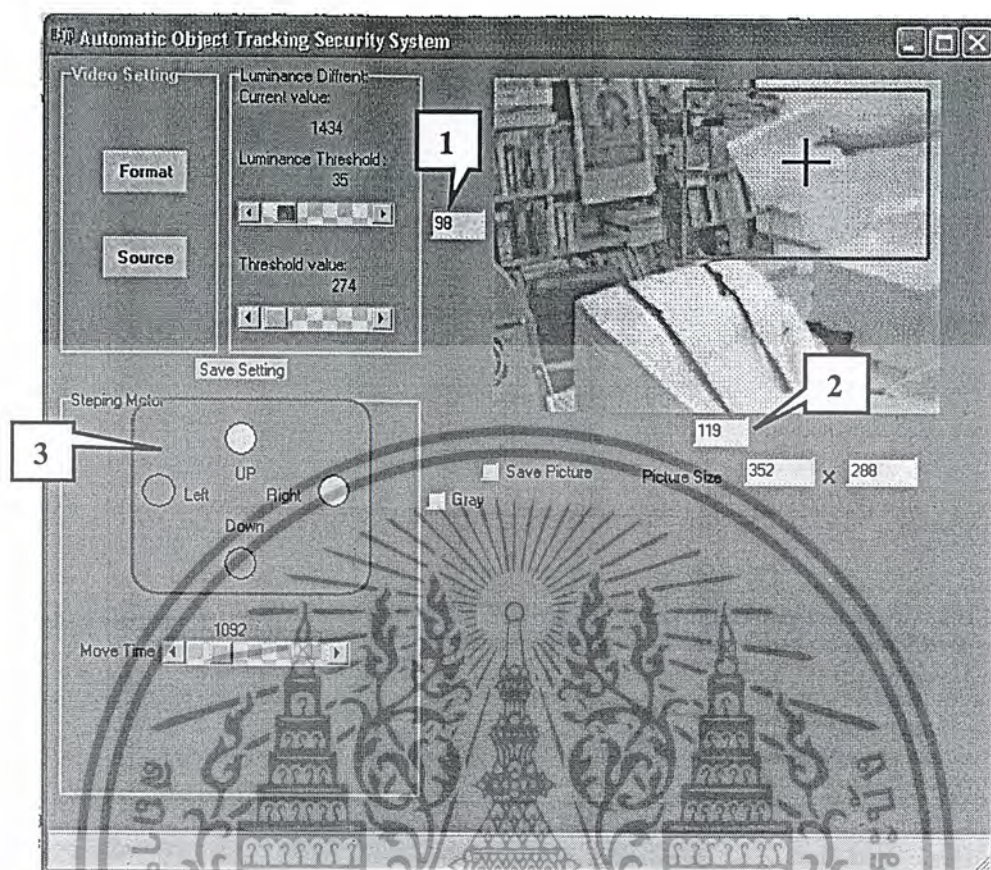 Automatic Object Tracking Security System
Video Setting
Format
Source
Luminance Diffrent
Current value:
1434
Luminance Threshold:
35
Threshold value:
274
1
98
Save Setting
2
119
Picture Size 352 x 288
Save Picture
Gray
Steping Motor
3
UP
Left
Right
Down
1092
Move Time